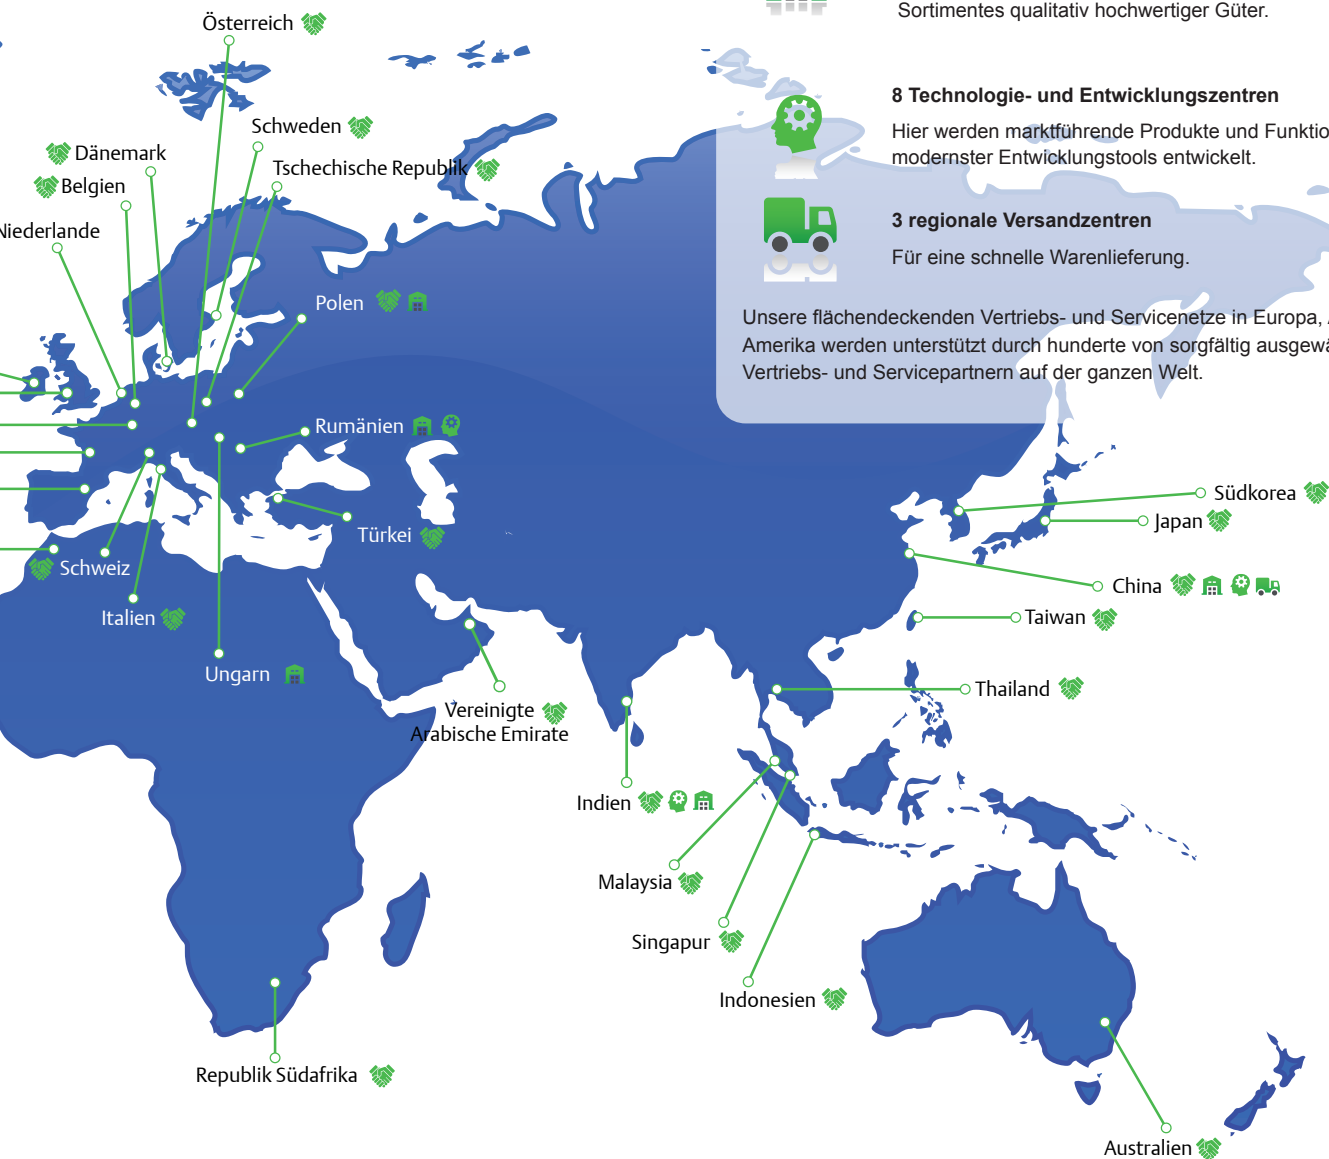 Sortimentes qualitativ hochwertiger Güter.
8 Technologie- und Entwicklungszentren
Hier werden marktführende Produkte und
modernster Entwicklungstools entwickelt.
3 regionale Versandzentren
Für eine schnelle Warenlieferung.
Unsere flächendeckenden Vertriebs- und Servicenetze in Europa,
Amerika werden unterstützt durch hunderte von sorgfältig
Vertriebs- und Servicepartnern auf der ganzen Welt.
Österreich
Schweden
Dänemark
Tschechische Republik
Belgien
Niederlande
Polen
Rumänien
Türkei
Schweiz
Italien
Ungarn
Vereinigte
Arabische Emirate
Südkorea
Japan
China
Taiwan
Thailand
Indien
Malaysia
Singapur
Indonesien
Republik Südafrika
Australien